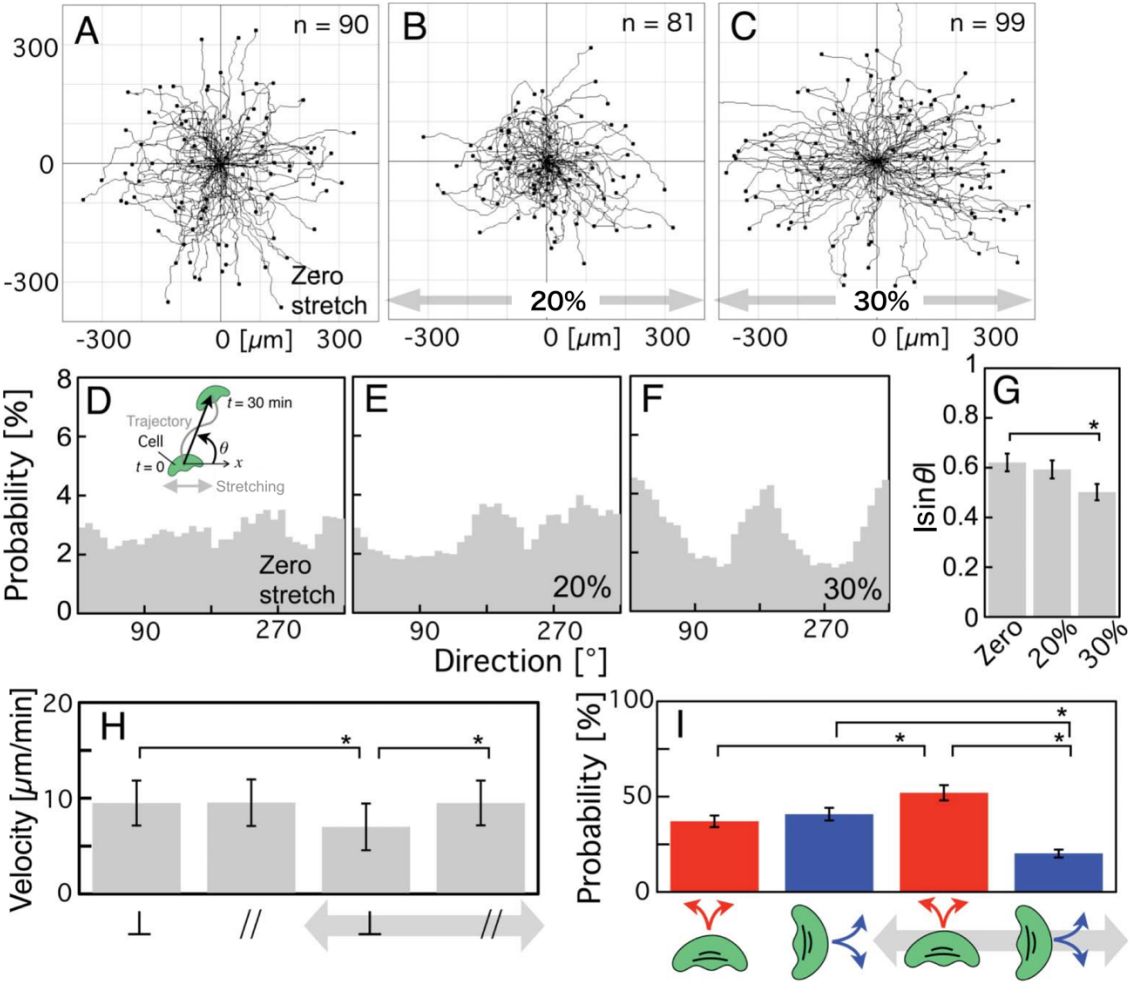 A
n = 90
B
n = 81
C
n = 99
300
0
-300
Zero
stretch
20%
30%
-300
0 [µm]
300
-300
0 [µm]
300
-300
0 [µm]
300
Probability [%]
8
6
4
2
0
D
t = 30 min
Trajectory
Cell
θ
t = 0
x
Stretching
Zero
stretch
E
20%
F
30%
90
270
90
270
90
270
Direction [°]
G
|sinθ|
1
0.8
0.6
0.4
0.2
0
*
Zero
20%
30%
H
Velocity [µm/min]
20
10
0
*
*
⊥
//
⊥
//
I
Probability [%]
100
50
0
*
*
*